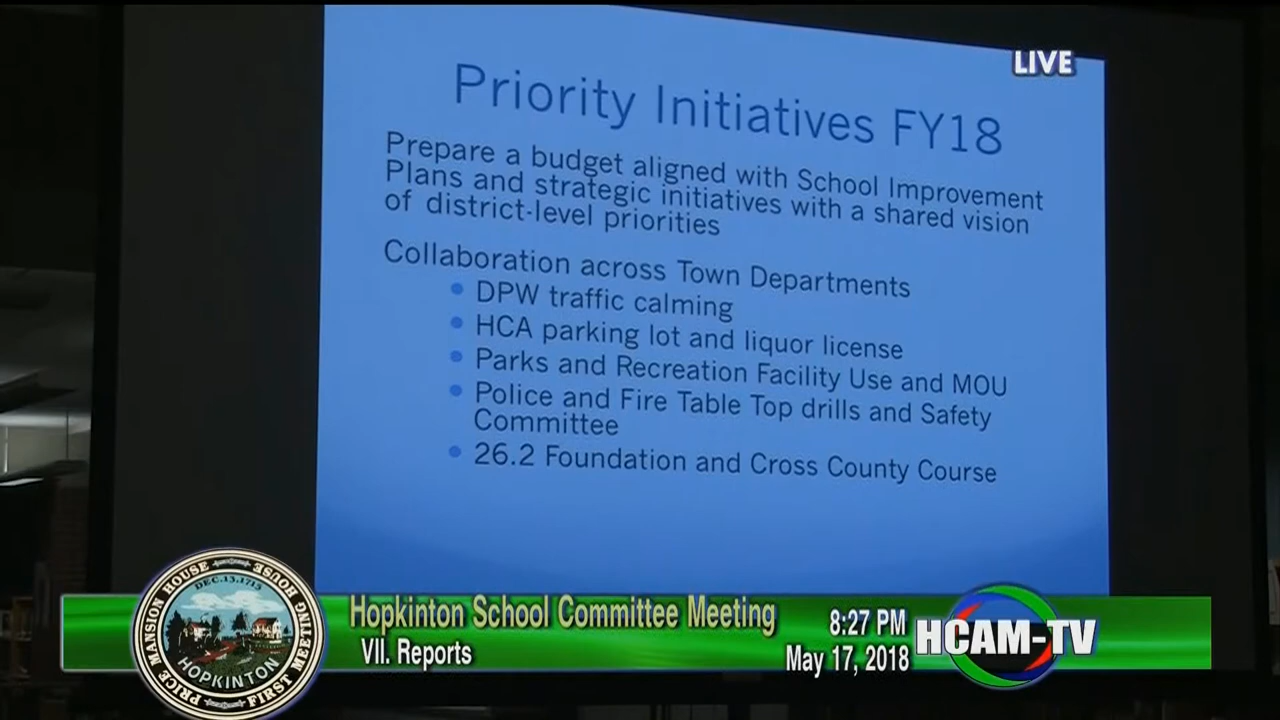 LIVE
Priority Initiatives FY18
Prepare a budget aligned with School Improvement
Plans and strategic initiatives with a shared vision
of district-level priorities
Collaboration across Town Departments
• DPW traffic calming
• HCA parking lot and liquor license
• Parks and Recreation Facility Use and MOU
• Police and Fire Table Top drills and Safety
Committee
• 26.2 Foundation and Cross County Course
PRICE MANSION HOUSE
FIRST MEETING HOUSE
DEC.13.1715
HOPKINTON
Hopkinton School Committee Meeting
VII. Reports
8:27 PM
May 17, 2018
HCAM-TV